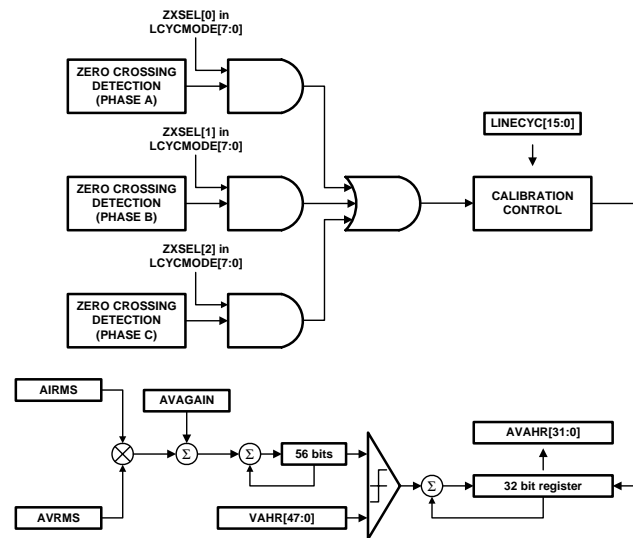 ZXSEL[0] in
LCYCMODE[7:0]
ZERO CROSSING
DETECTION
(PHASE A)
ZXSEL[1] in
LCYCMODE[7:0]
ZERO CROSSING
DETECTION
(PHASE B)
ZXSEL[2] in
LCYCMODE[7:0]
ZERO CROSSING
DETECTION
(PHASE C)
LINECYC[15:0]
CALIBRATION
CONTROL
AIRMS
AVAGAIN
AVAHR[31:0]
Σ
Σ
56 bits
Σ
32 bit register
AVRMS
VAHR[47:0]